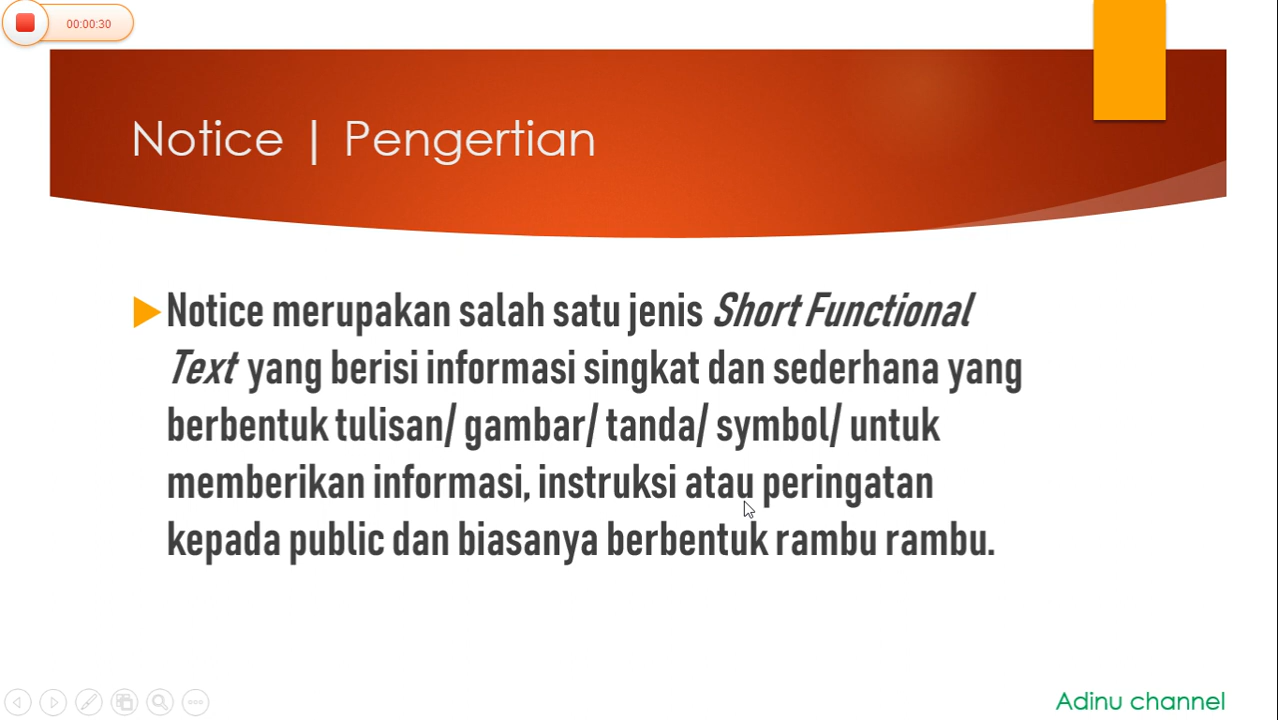 00:00:30
Notice | Pengertian
Notice merupakan salah satu jenis Short Functional
Text yang berisi informasi singkat dan sederhana yang
berbentuk tulisan/ gambar/ tanda/ symbol/ untuk
memberikan informasi, instruksi atau peringatan
kepada public dan biasanya berbentuk rambu rambu.
Adinu channel